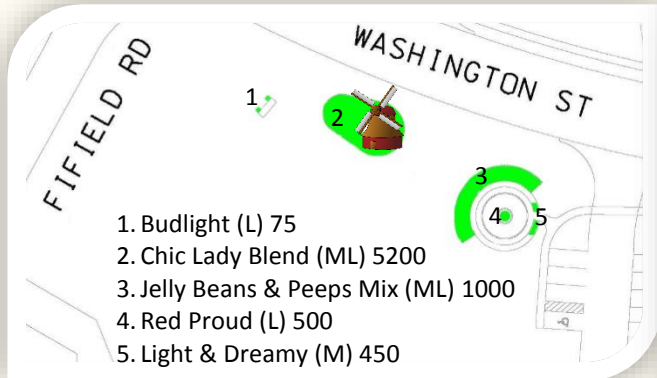 WASHINGTON ST
FIFIELD RD
1
2
3
4
5
1. Budlight (L) 75
2. Chic Lady Blend (ML) 5200
3. Jelly Beans & Peeps Mix (ML) 1000
4. Red Proud (L) 500
5. Light & Dreamy (M) 450